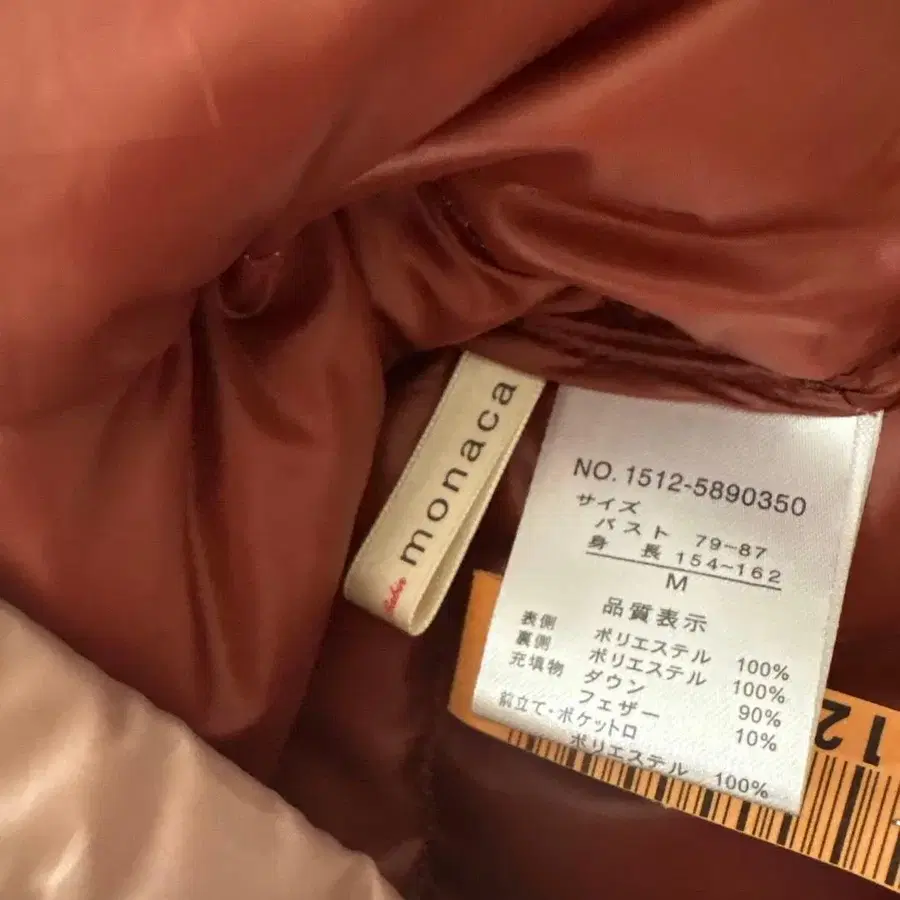 monaca
NO. 1512-5890350
サイズ
バスト 79-87
身長 154~162
M
品質表示
表側 ポリエステル 100%
裏側 ポリエステル 100%
充填物 ダウン 90%
フェザー 10%
前立て・ポケット口
ポリエステル 100%
12